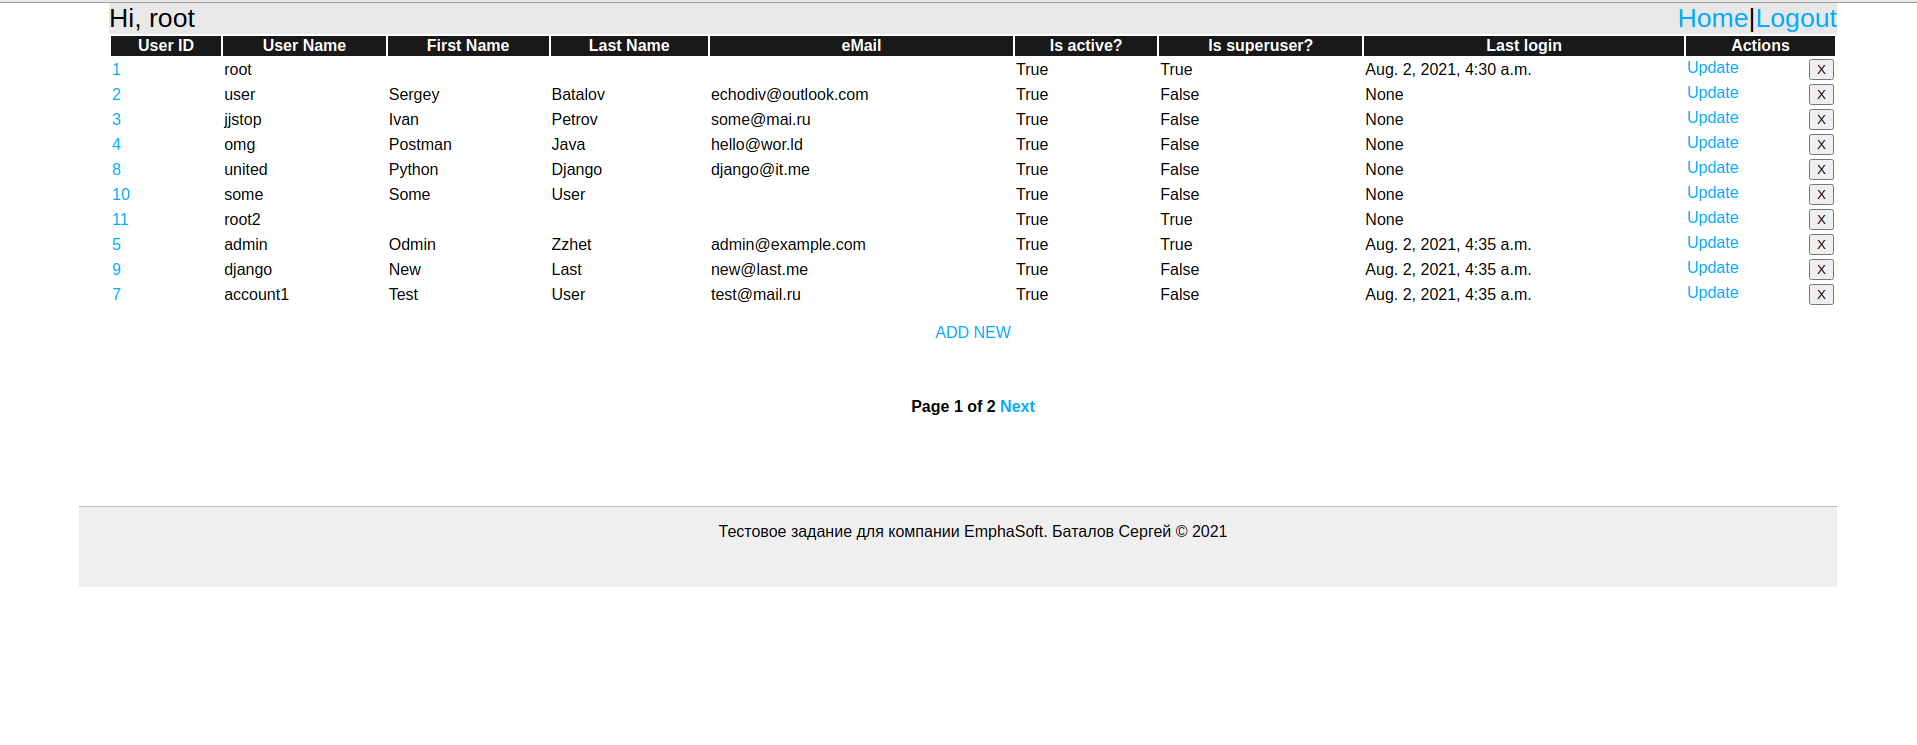 Hi, root Home|Logout
User ID User Name First Name Last Name eMail Is active? Is superuser? Last login Actions
1 root True True Aug. 2, 2021, 4:30 a.m. Update X
2 user Sergey Batalov echodiv@outlook.com True False None Update X
3 jjstop Ivan Petrov some@mai.ru True False None Update X
4 omg Postman Java hello@wor.ld True False None Update X
8 united Python Django django@it.me True False None Update X
10 some Some User True False None Update X
11 root2 True True None Update X
5 admin Odmin Zzhet admin@example.com True True Aug. 2, 2021, 4:35 a.m. Update X
9 django New Last new@last.me True False Aug. 2, 2021, 4:35 a.m. Update X
7 account1 Test User test@mail.ru True False Aug. 2, 2021, 4:35 a.m. Update X
ADD NEW
Page 1 of 2 Next
Тестовое задание для компании EmphaSoft. Баталов Сергей © 2021